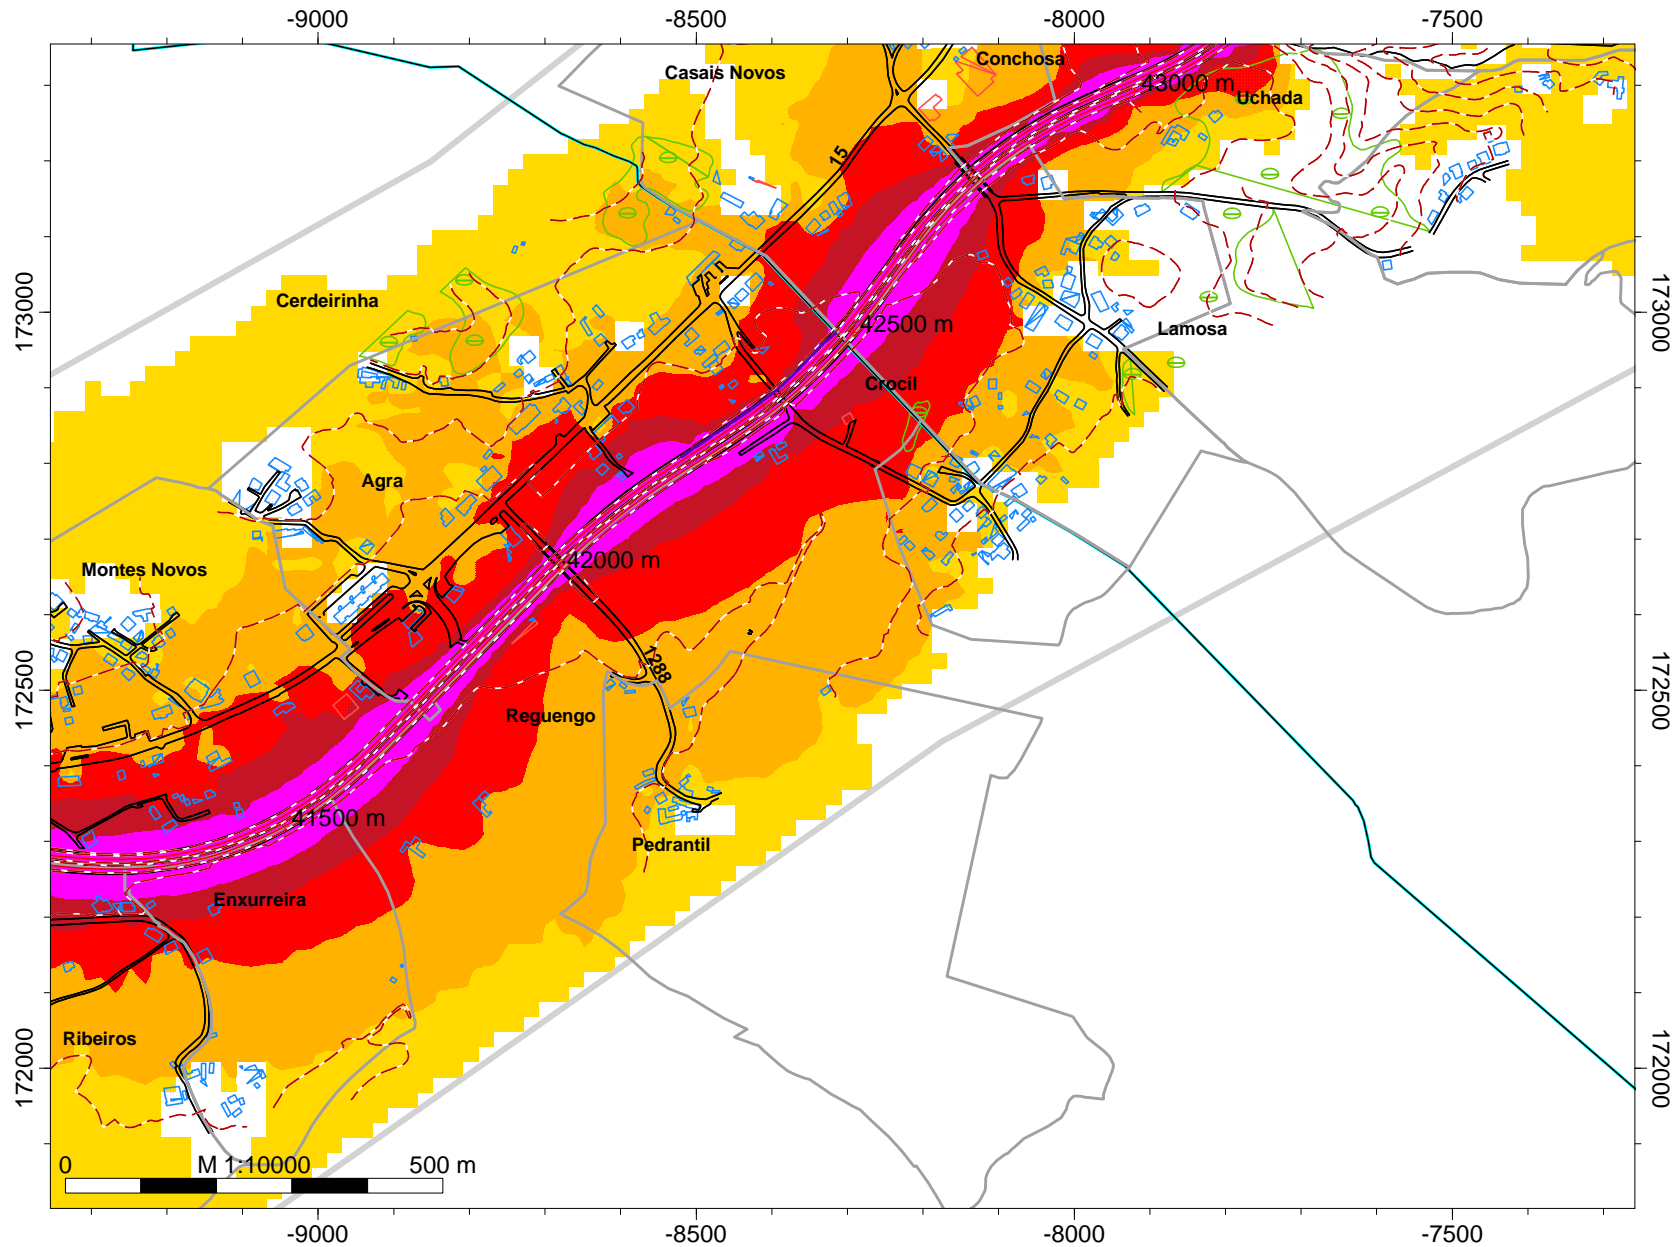 -9000 -8500 -8000 -7500
Conchosa
Casais Novos
43000 m
Uchada
15
173000
Cerdeirinha
173000
42500 m
Lamosa
Crocil
Agra
42000 m
Montes Novos
1288
172500
172500
Reguengo
41500 m
Pedrantil
Enxurreira
Ribeiros
172000
172000
0 M 1:10000 500 m
-9000 -8500 -8000 -7500